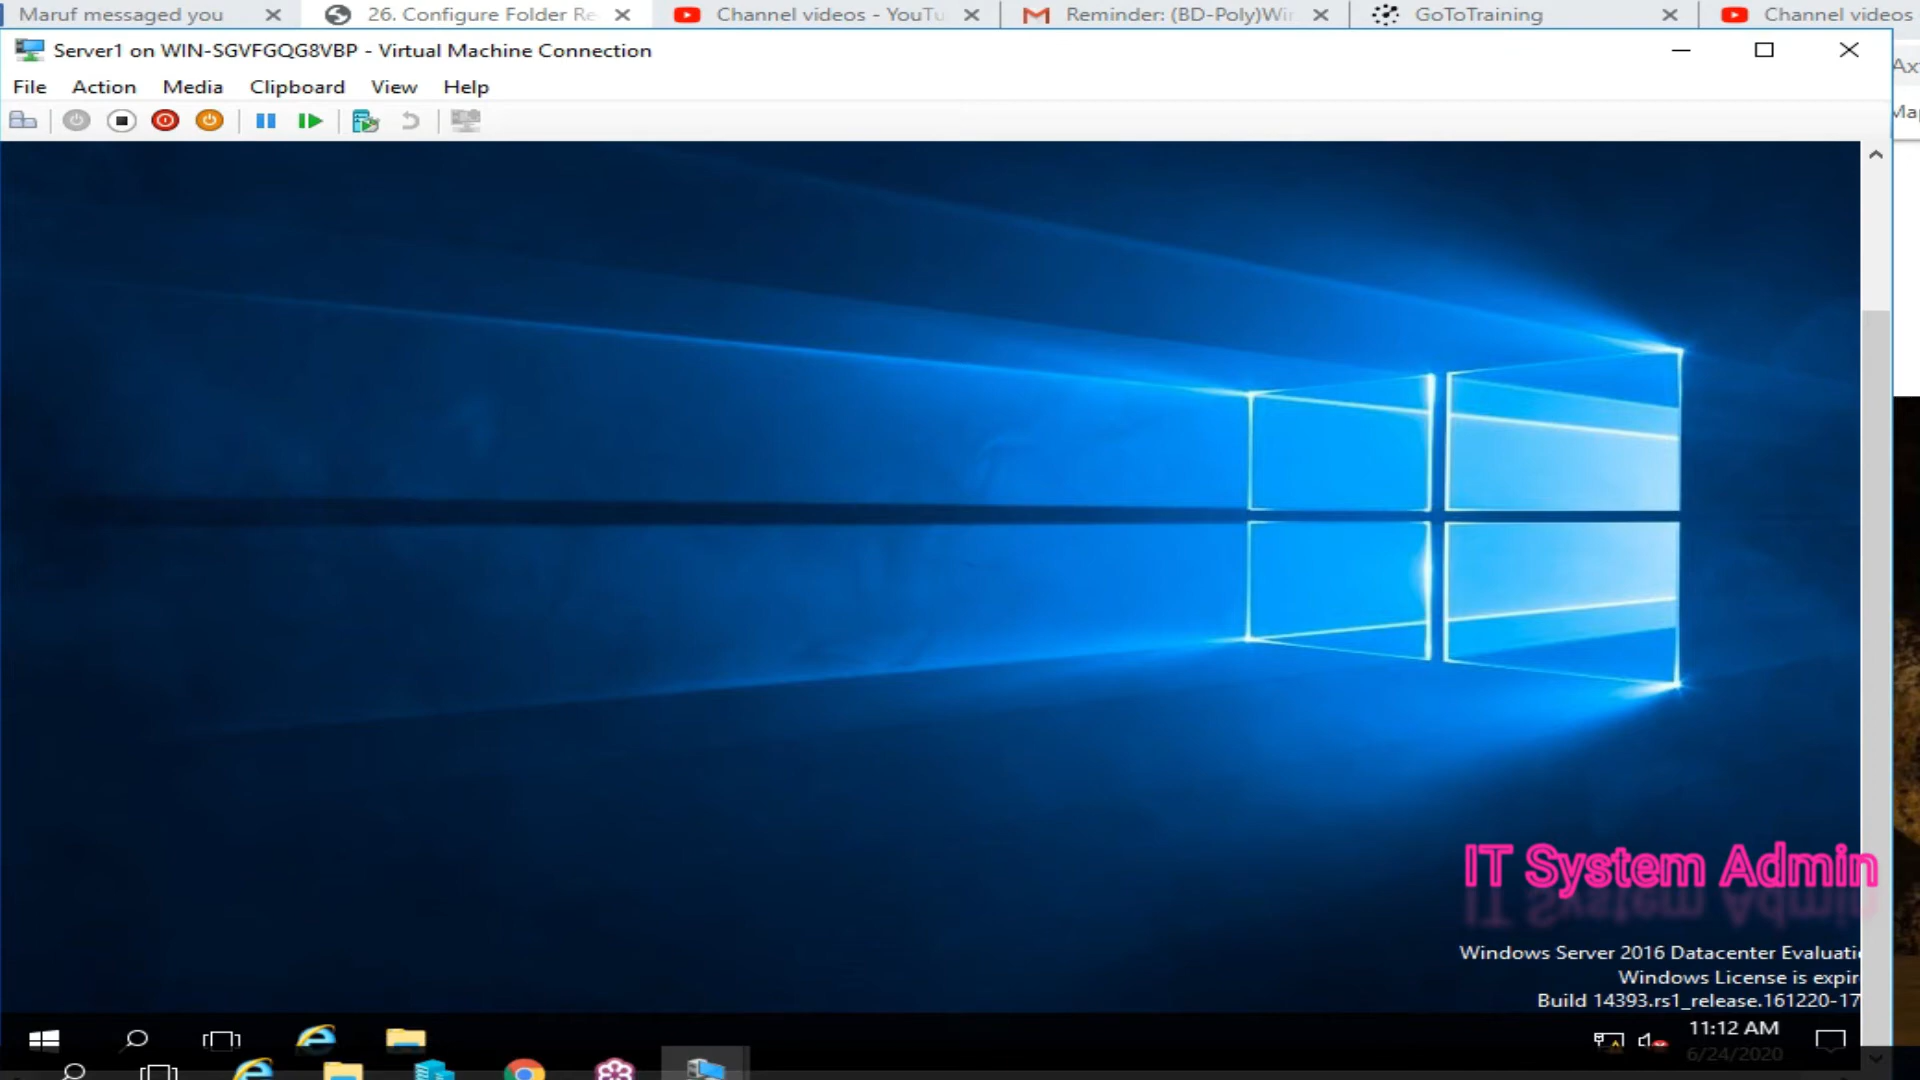 Maruf messaged you
26. Configure Folder Re
Channel videos - YouTu
Reminder: (BD-Poly)Wi
GoToTraining
Channel videos
Server1 on WIN-SGVFGQG8VBP - Virtual Machine Connection
File Action Media Clipboard View Help
IT System Admin
Windows Server 2016 Datacenter Evaluati
Windows License is expir
Build 14393.rs1_release.161220-17
11:12 AM
6/24/2020